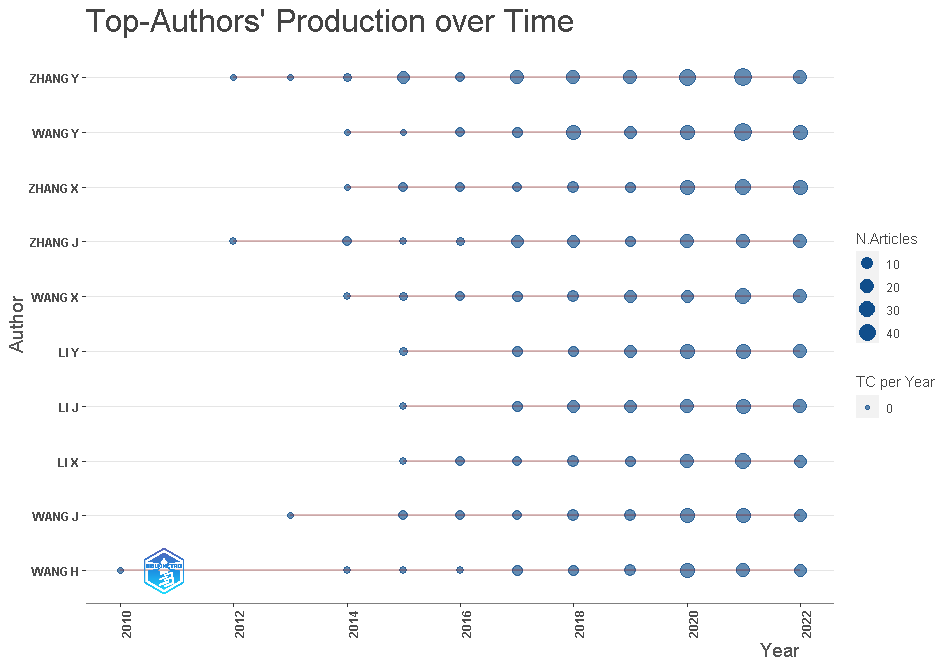 Top-Authors' Production over Time
Author
ZHANG Y
WANG Y
ZHANG X
ZHANG J
WANG X
LI Y
LI J
LI X
WANG J
WANG H
2010
2012
2014
2016
2018
2020
2022
Year
N.Articles
10
20
30
40
TC per Year
0